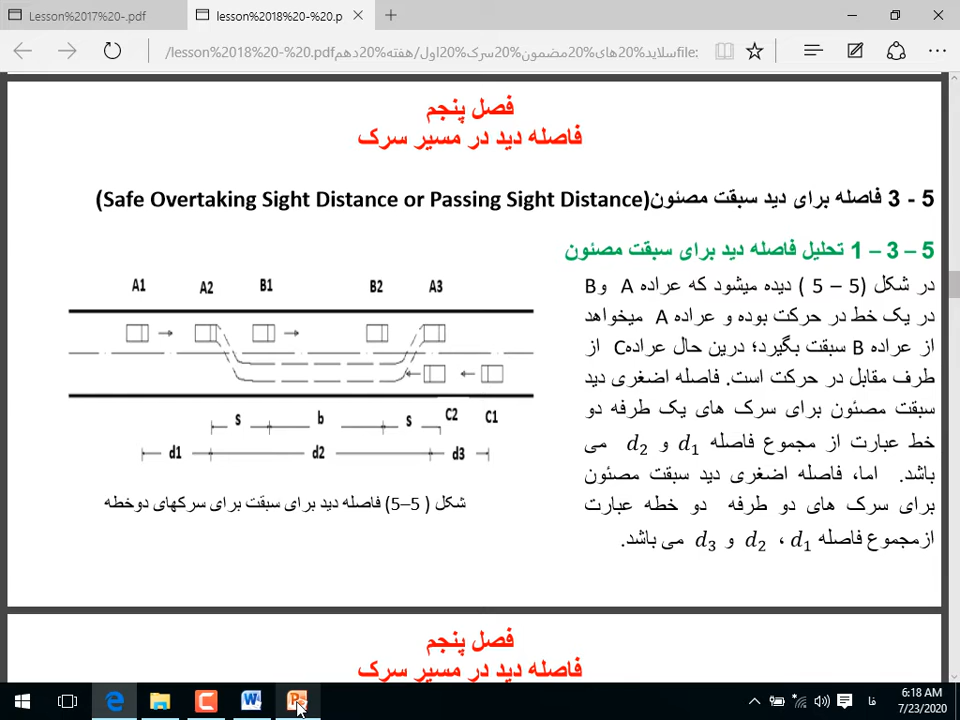 Lesson%2017%20-.pdf
lesson%2018%20-%20.p
/lesson%2018%20-%20.pdfسلاید%20های%20مضمون%20سرک%20اول/هفته%20دهم:file
فصل پنجم
فاصله دید در مسیر سرک
5 - 3 فاصله برای دید سبقت مصئون(Safe Overtaking Sight Distance or Passing Sight Distance)
5 – 3 – 1 تحلیل فاصله دید برای سبقت مصئون
در شکل (5 – 5 ) دیده میشود که عراده A وB
در یک خط در حرکت بوده و عراده A میخواهد
از عراده B سبقت بگیرد؛ درین حال عرادهC از
طرف مقابل در حرکت است. فاصله اضغری دید
سبقت مصئون برای سرک های یک طرفه دو
خط عبارت از مجموع فاصله d1 و d2 می
باشد. اما، فاصله اضغری دید سبقت مصئون
برای سرک های دو طرفه دو خطه عبارت
ازمجموع فاصله d1 ، d2 و d3 می باشد.
A1 A2 B1 B2 A3
s b s C2 C1
d1 d2 d3
شکل ( 5–5) فاصله دید برای سبقت برای سرکهای دوخطه
فصل پنجم
فاصله دید در مسیر سرک
فا
6:18 AM
7/23/2020